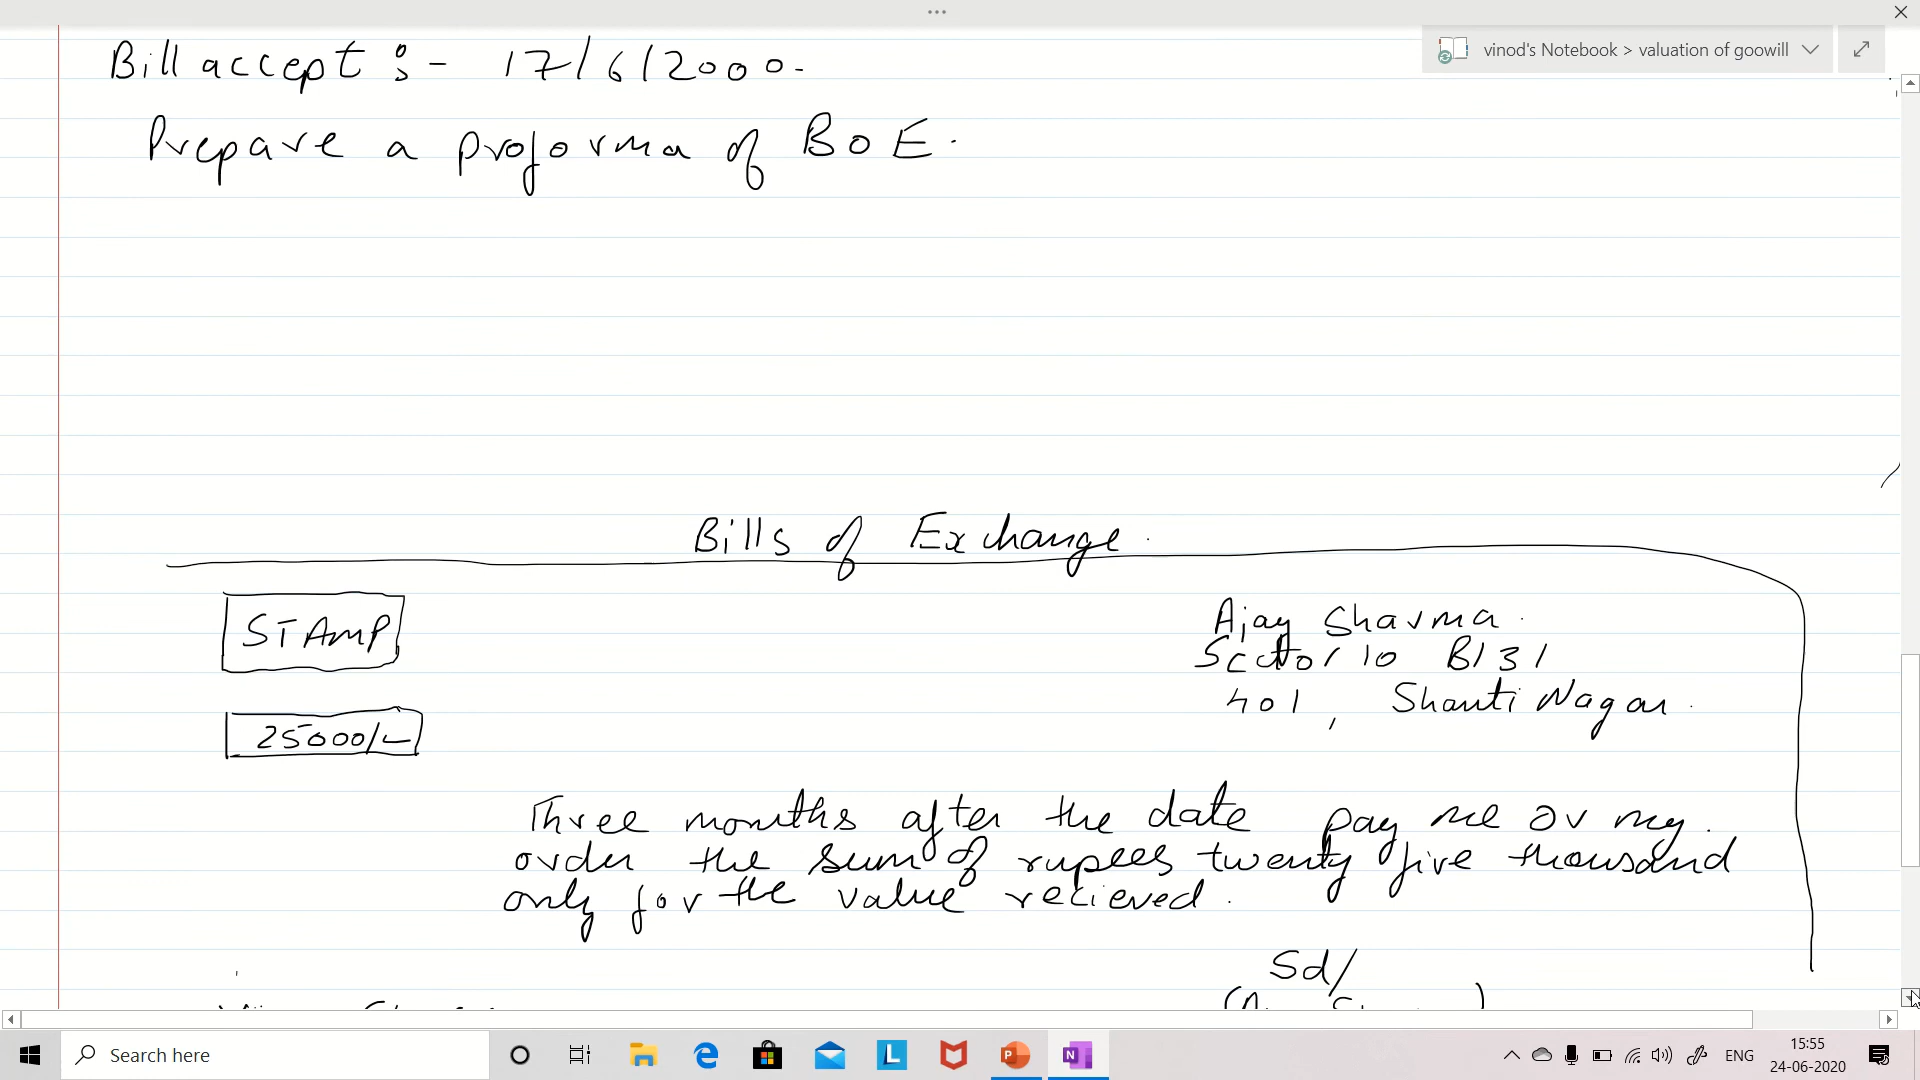 Bill accept :- 17/6/2000.
vinod's Notebook > valuation of goowill
Prepare a proforma of BoE.
Bills of Exchange.
STAMP
Ajay Sharma.
Sector 10 B131
401, Shanti Nagar.
25000/-
Three months after the date pay me or my.
order the sum of rupees twenty five thousand
only for the value recieved.
Sd/
Search here
ENG
15:55
24-06-2020